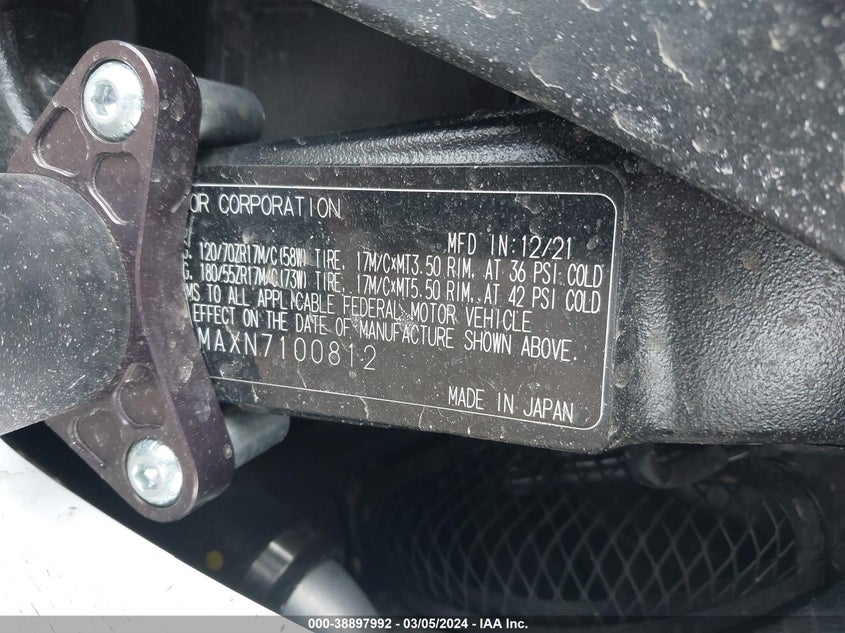 OR CORPORATION
MFD IN:12/21
G. 120/70ZR17M/C(58W) TIRE, 17M/C×MT3.50 RIM, AT 36 PSI COLD
G. 180/55ZR17M/C(73W) TIRE, 17M/C×MT5.50 RIM, AT 42 PSI COLD
MS TO ALL APPLICABLE FEDERAL MOTOR VEHICLE
EFFECT ON THE DATE OF MANUFACTURE SHOWN ABOVE.
MAXN7100812
MADE IN JAPAN
000-38897992 - 03/05/2024 - IAA Inc.